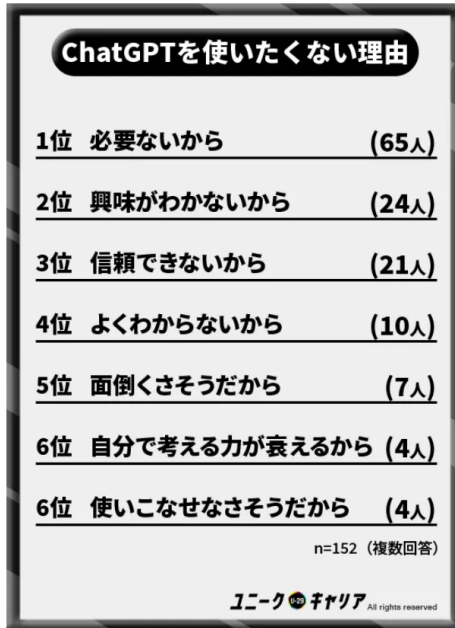 ChatGPTを使いたくない理由
1位 必要ないから (65人)
2位 興味がわかないから (24人)
3位 信頼できないから (21人)
4位 よくわからないから (10人)
5位 面倒くさそうだから (7人)
6位 自分で考える力が衰えるから (4人)
6位 使いこなせなさそうだから (4人)
n=152（複数回答）
ユニーク U-29 キャリア All rights reserved